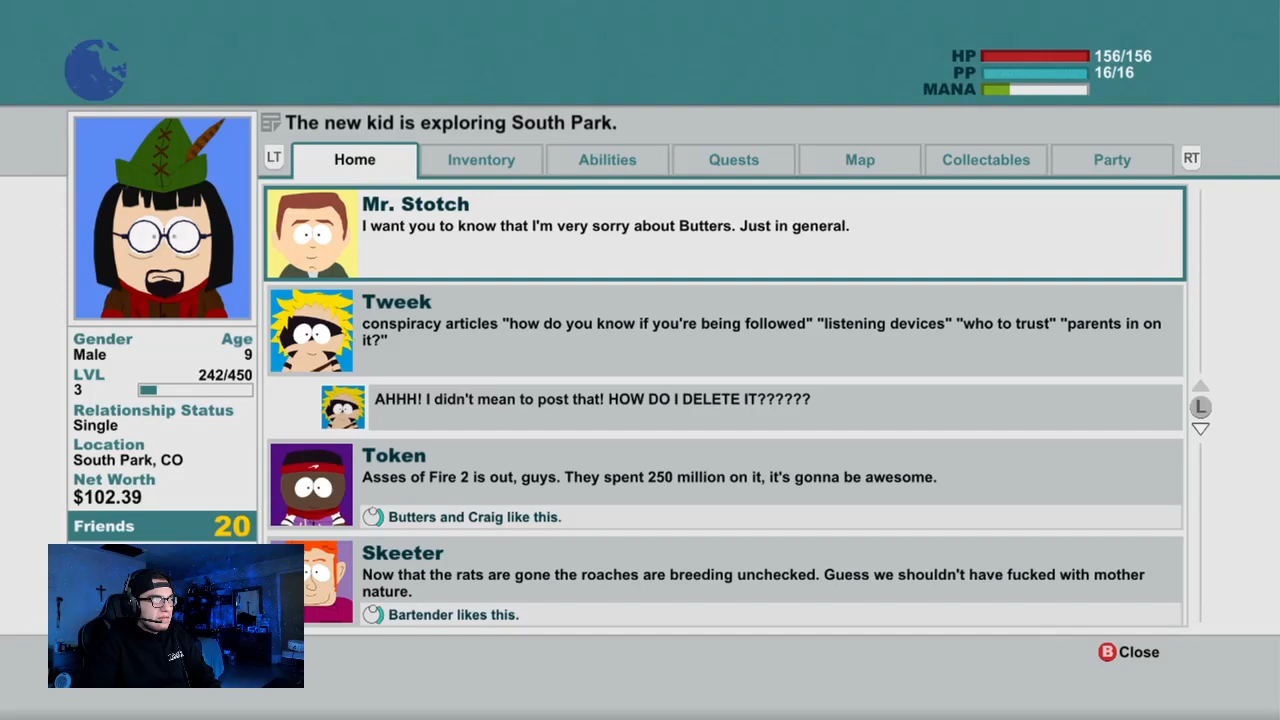 HP 156/156
PP 16/16
MANA
The new kid is exploring South Park.
LT Home Inventory Abilities Quests Map Collectables Party RT
Gender Age
Male 9
LVL 242/450
3
Relationship Status
Single
Location
South Park, CO
Net Worth
$102.39
Friends 20
Mr. Stotch
I want you to know that I'm very sorry about Butters. Just in general.
Tweek
conspiracy articles "how do you know if you're being followed" "listening devices" "who to trust" "parents in on
it?"
AHHH! I didn't mean to post that! HOW DO I DELETE IT??????
Token
Asses of Fire 2 is out, guys. They spent 250 million on it, it's gonna be awesome.
Butters and Craig like this.
Skeeter
Now that the rats are gone the roaches are breeding unchecked. Guess we shouldn't have fucked with mother
nature.
Bartender likes this.
L
B Close